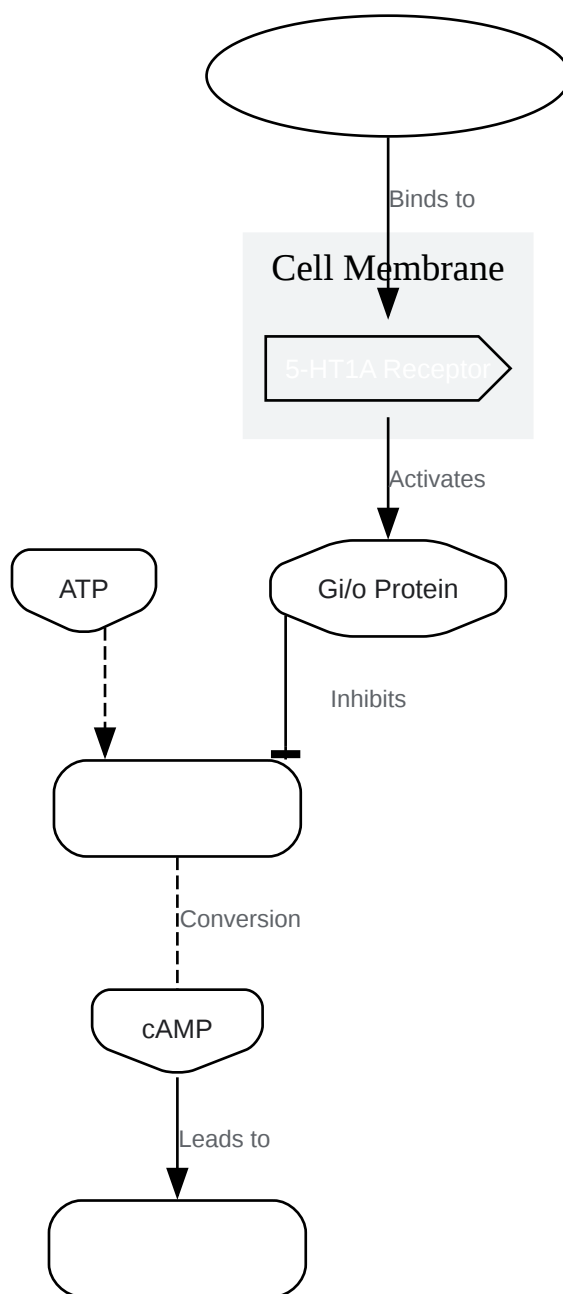 Binds to
Cell Membrane
5-HT1A Receptor
Activates
ATP
Gi/o Protein
Inhibits
Conversion
cAMP
Leads to